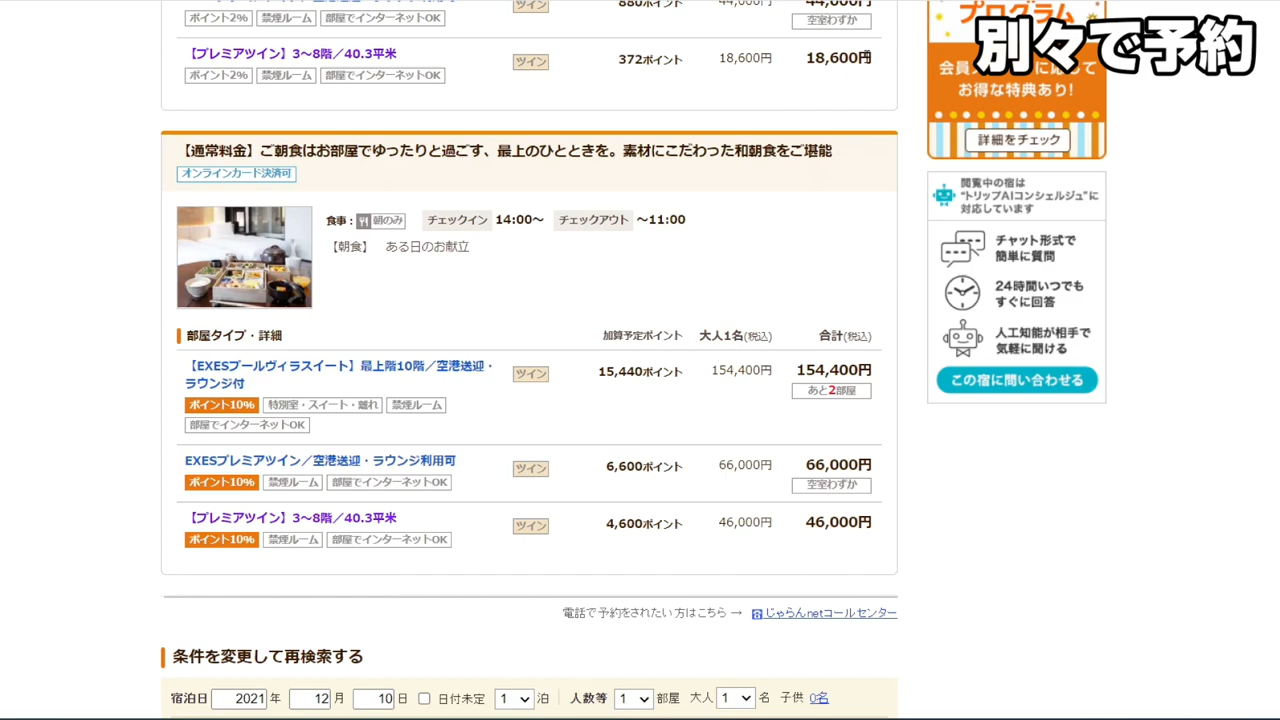 ポイント2% 禁煙ルーム 部屋でインターネットOK
ツイン 880ポイント 44,000円 44,000円
空室わずか
【プレミアツイン】3～8階／40.3平米
ポイント2% 禁煙ルーム 部屋でインターネットOK
ツイン 372ポイント 18,600円 18,600円
【通常料金】ご朝食はお部屋でゆったりと過ごす、最上のひとときを。素材にこだわった和朝食をご堪能
オンラインカード決済可
食事： 朝のみ チェックイン 14:00～ チェックアウト ～11:00
【朝食】 ある日のお献立
部屋タイプ・詳細 加算予定ポイント 大人1名(税込) 合計(税込)
【EXESプールヴィラスイート】最上階10階／空港送迎・
ラウンジ付
ポイント10% 特別室・スイート・離れ 禁煙ルーム
部屋でインターネットOK
ツイン 15,440ポイント 154,400円 154,400円
あと2部屋
EXESプレミアツイン／空港送迎・ラウンジ利用可
ポイント10% 禁煙ルーム 部屋でインターネットOK
ツイン 6,600ポイント 66,000円 66,000円
空室わずか
【プレミアツイン】3～8階／40.3平米
ポイント10% 禁煙ルーム 部屋でインターネットOK
ツイン 4,600ポイント 46,000円 46,000円
電話で予約をされたい方はこちら → じゃらんnetコールセンター
条件を変更して再検索する
宿泊日 2021 年 12 月 10 日 日付未定 1 泊 人数等 1 部屋 大人 1 名 子供 0名
プログラム
別々で予約
会員 に応じて
お得な特典あり!
詳細をチェック
閲覧中の宿は
"トリップAIコンシェルジュ"に
対応しています
チャット形式で
簡単に質問
24時間いつでも
すぐに回答
人工知能が相手で
気軽に聞ける
この宿に問い合わせる